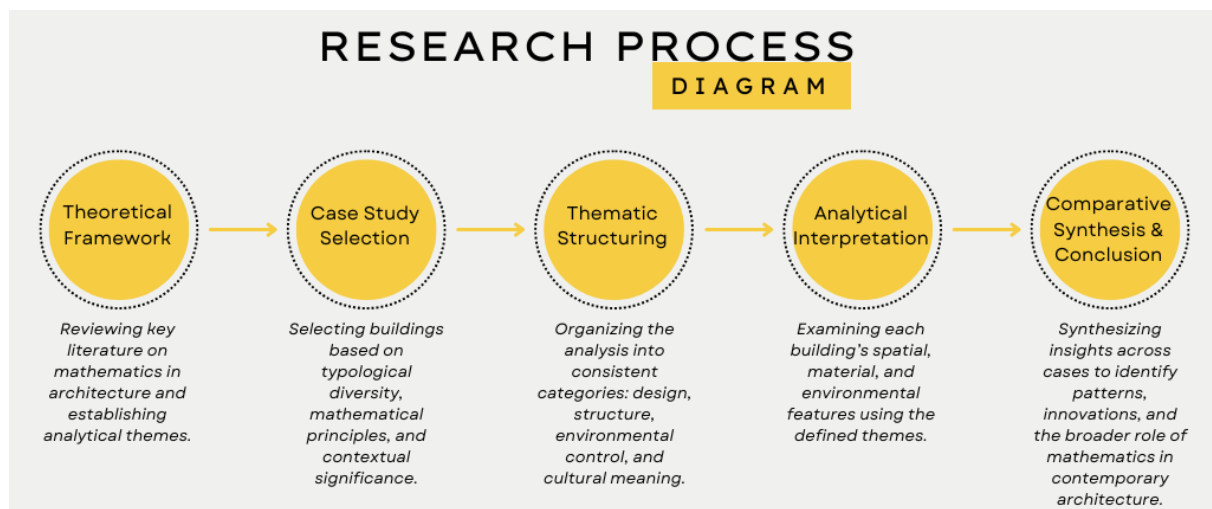 RESEARCH PROCESS
DIAGRAM
Theoretical
Framework
Reviewing key
literature on
mathematics in
architecture and
establishing
analytical themes.
Case Study
Selection
Selecting buildings
based on
typological
diversity,
mathematical
principles, and
contextual
significance.
Thematic
Structuring
Organizing the
analysis into
consistent
categories: design,
structure,
environmental
control, and
cultural meaning.
Analytical
Interpretation
Examining each
building's spatial,
material, and
environmental
features using the
defined themes.
Comparative
Synthesis &
Conclusion
Synthesizing
insights across
cases to identify
patterns,
innovations, and
the broader role of
mathematics in
contemporary
architecture.